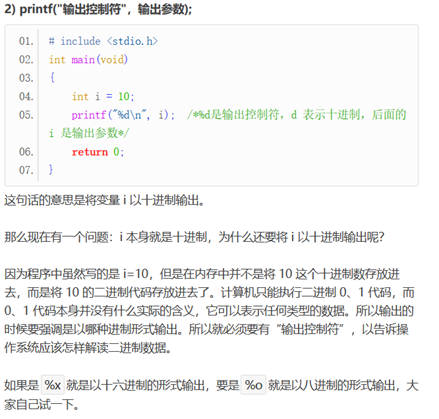 2) printf("输出控制符"，输出参数);
01. # include <stdio.h>
02. int main(void)
03. {
04. int i = 10;
05. printf("%d\n", i); /*%d是输出控制符，d 表示十进制，后面的
i 是输出参数*/
06. return 0;
07. }
这句话的意思是将变量 i 以十进制输出。
那么现在有一个问题：i 本身就是十进制，为什么还要将 i 以十进制输出呢？
因为程序中虽然写的是 i=10，但是在内存中并不是将 10 这个十进制数存放进
去，而是将 10 的二进制代码存放进去了。计算机只能执行二进制 0、1 代码，而
0、1 代码本身并没有什么实际的含义，它可以表示任何类型的数据。所以输出的
时候要强调是以哪种进制形式输出。所以就必须要有“输出控制符”，以告诉操
作系统应该怎样解读二进制数据。
如果是 %x 就是以十六进制的形式输出，要是 %o 就是以八进制的形式输出，大
家自己试一下。